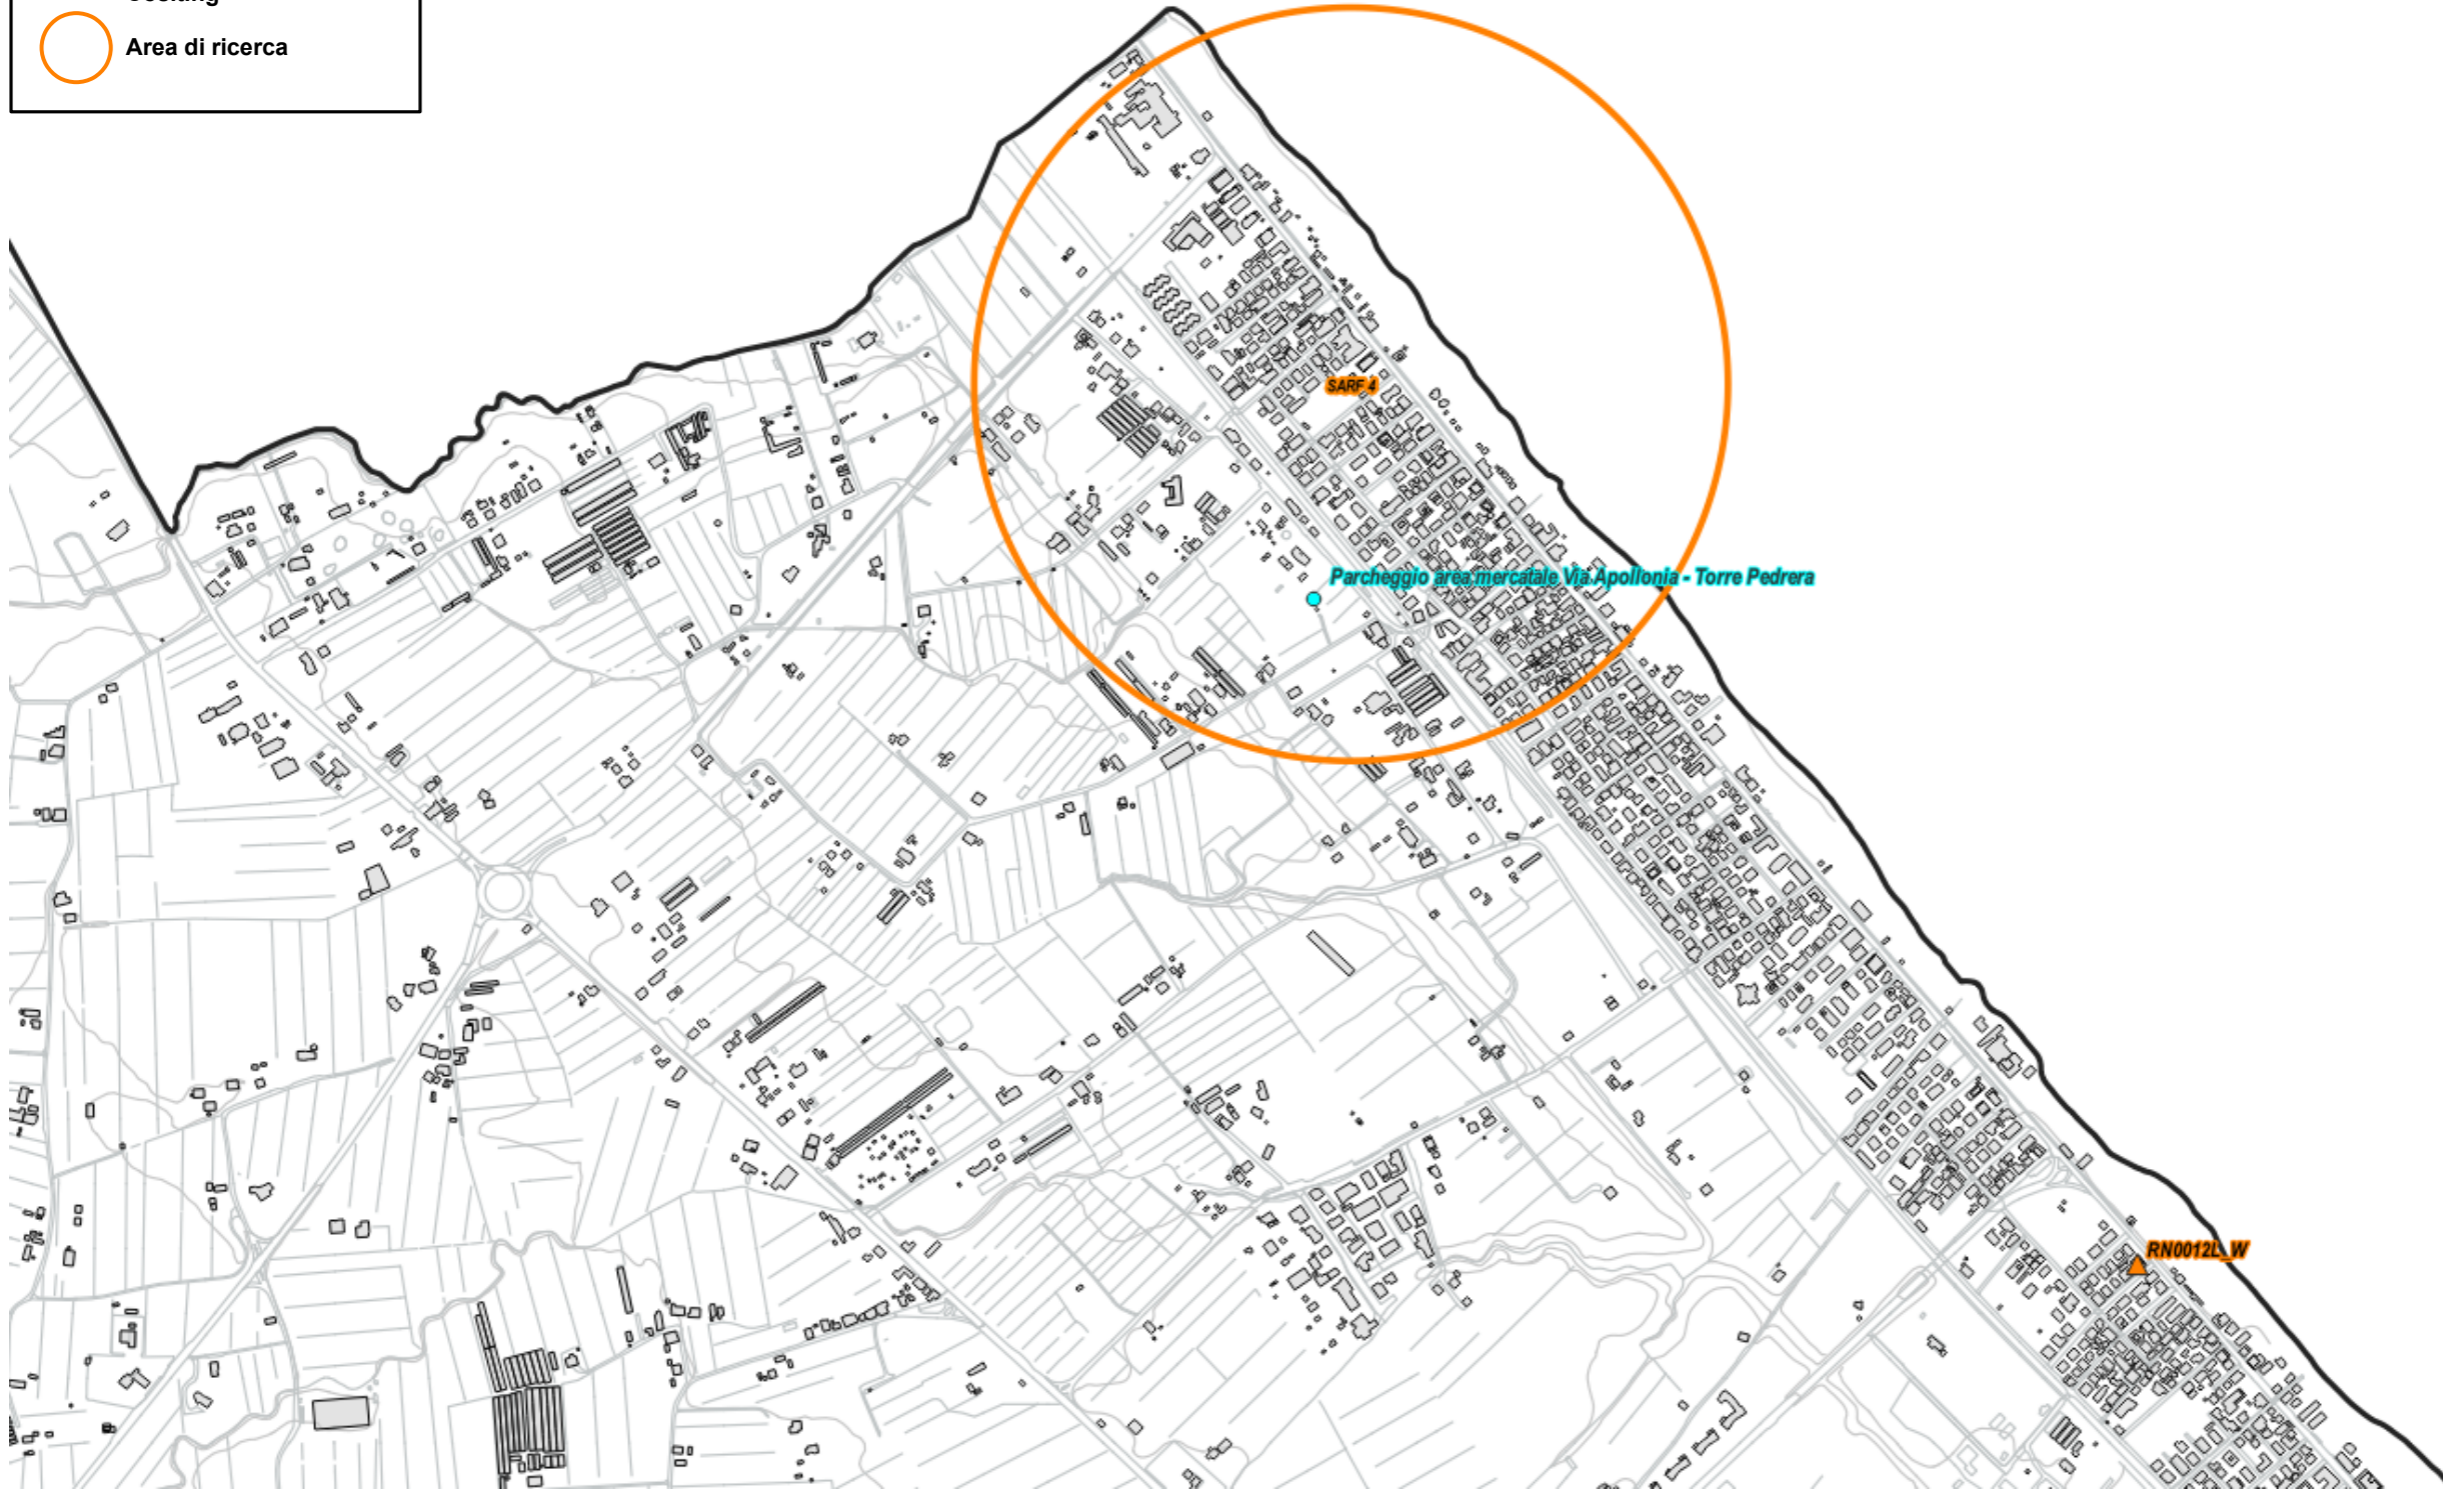 Area di ricerca
SARF 4
Parcheggio area mercatale Via Apollonia - Torre Pedrera
RN0012L_W